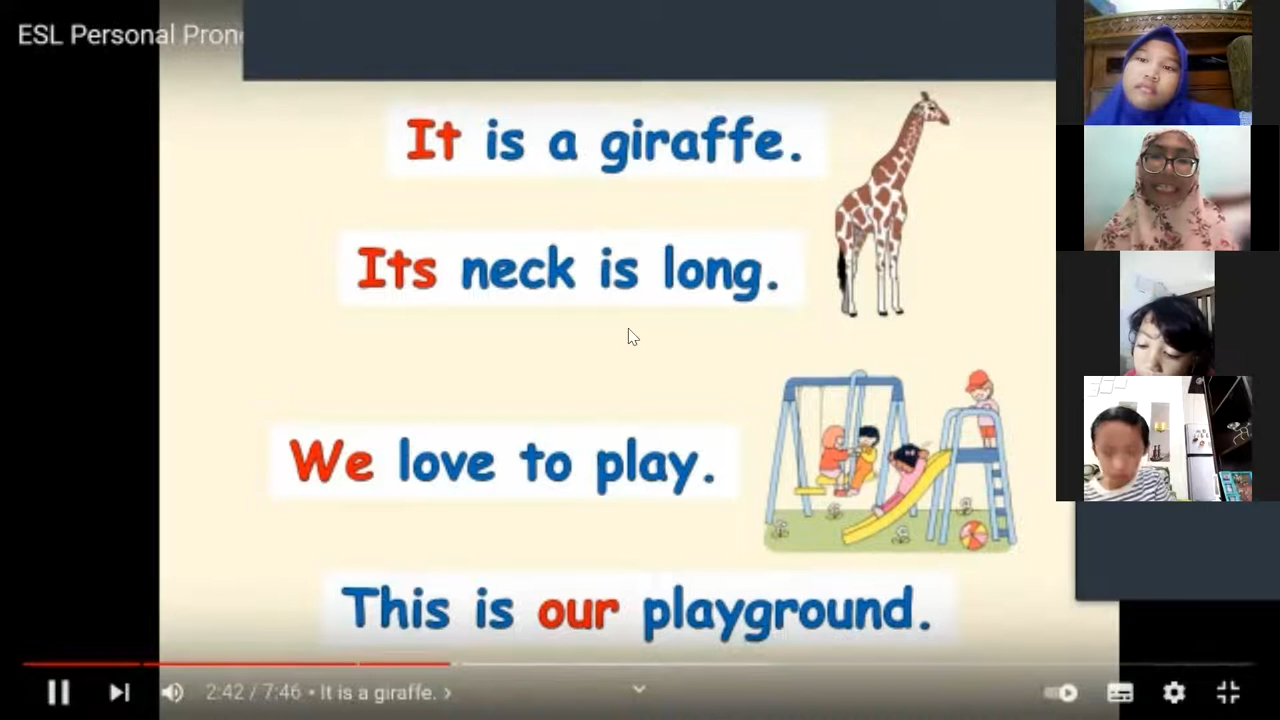 ESL Personal Pron
It is a giraffe.
Its neck is long.
We love to play.
This is our playground.
2:42 / 7:46 • It is a giraffe. >